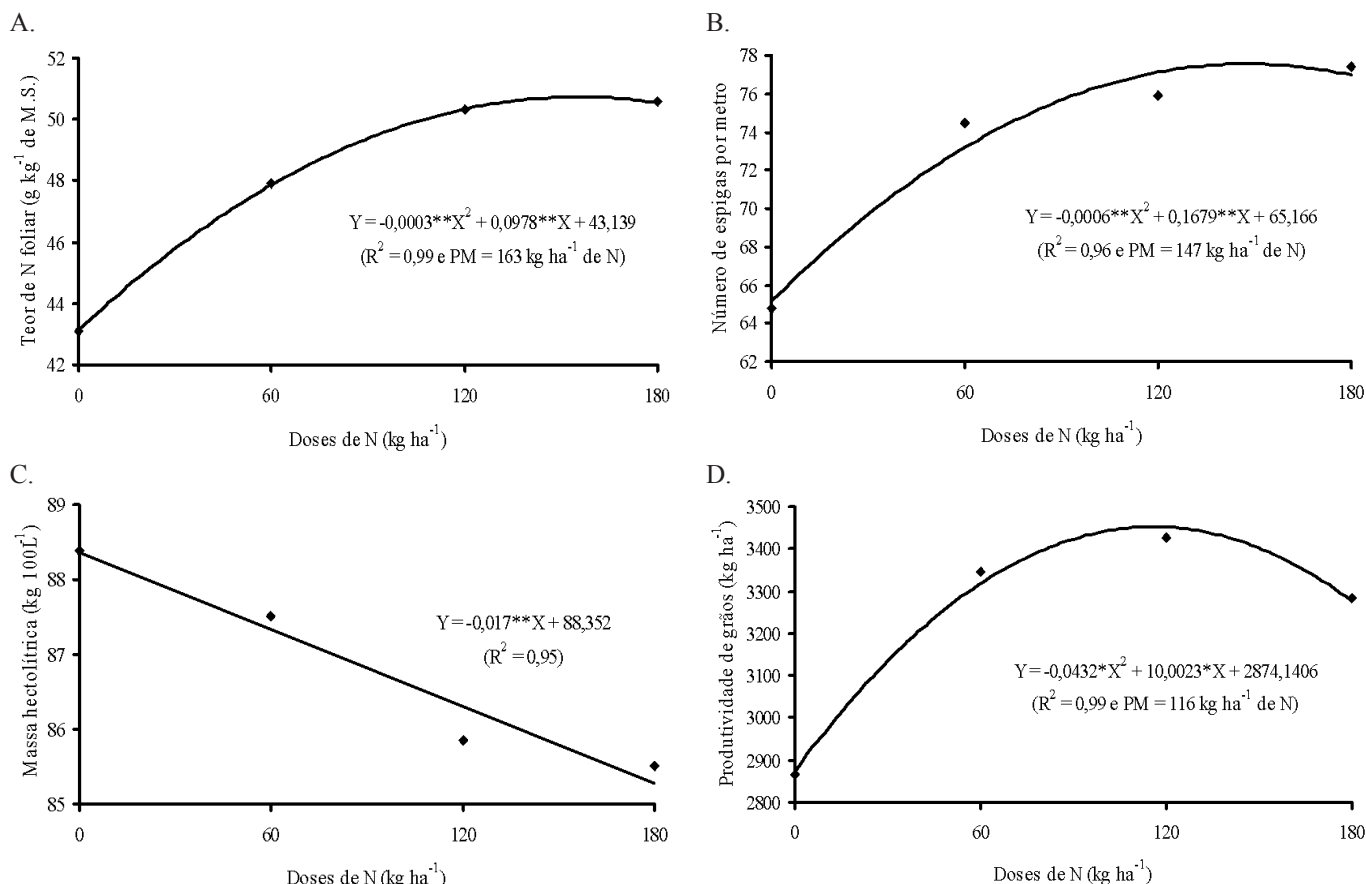 A.
Teor de N foliar (g kg⁻¹ de M.S.)
52
50
48
46
44
42
Y = -0,0003**X² + 0,0978**X + 43,139
(R² = 0,99 e PM = 163 kg ha⁻¹ de N)
0 60 120 180
Doses de N (kg ha⁻¹)
B.
Número de espigas por metro
78
76
74
72
70
68
66
64
62
Y = -0,0006**X² + 0,1679**X + 65,166
(R² = 0,96 e PM = 147 kg ha⁻¹ de N)
0 60 120 180
Doses de N (kg ha⁻¹)
C.
Massa hectolítrica (kg 100L⁻¹)
89
88
87
86
85
Y = -0,017**X + 88,352
(R² = 0,95)
0 60 120 180
Doses de N (kg ha⁻¹)
D.
Produtividade de grãos (kg ha⁻¹)
3500
3400
3300
3200
3100
3000
2900
2800
Y = -0,0432*X² + 10,0023*X + 2874,1406
(R² = 0,99 e PM = 116 kg ha⁻¹ de N)
0 60 120 180
Doses de N (kg ha⁻¹)